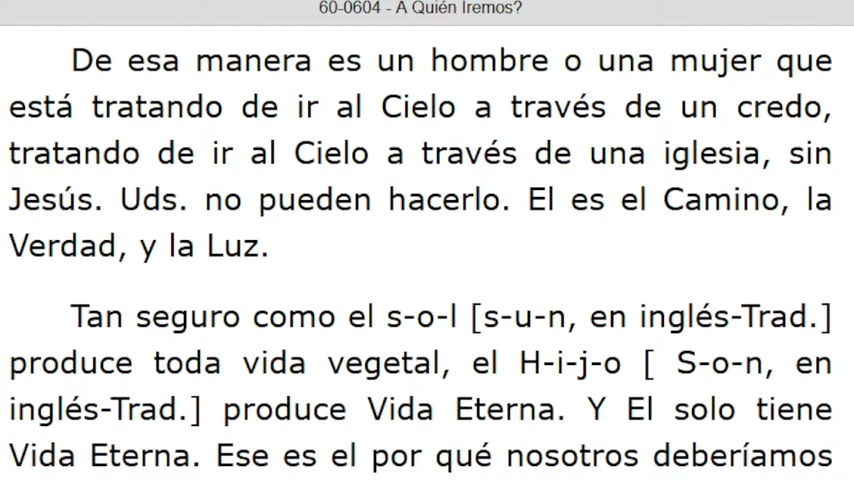 60-0604 - A Quién Iremos?
De esa manera es un hombre o una mujer que
está tratando de ir al Cielo a través de un credo,
tratando de ir al Cielo a través de una iglesia, sin
Jesús. Uds. no pueden hacerlo. El es el Camino, la
Verdad, y la Luz.
Tan seguro como el s-o-l [s-u-n, en inglés-Trad.]
produce toda vida vegetal, el H-i-j-o [ S-o-n, en
inglés-Trad.] produce Vida Eterna. Y El solo tiene
Vida Eterna. Ese es el por qué nosotros deberíamos